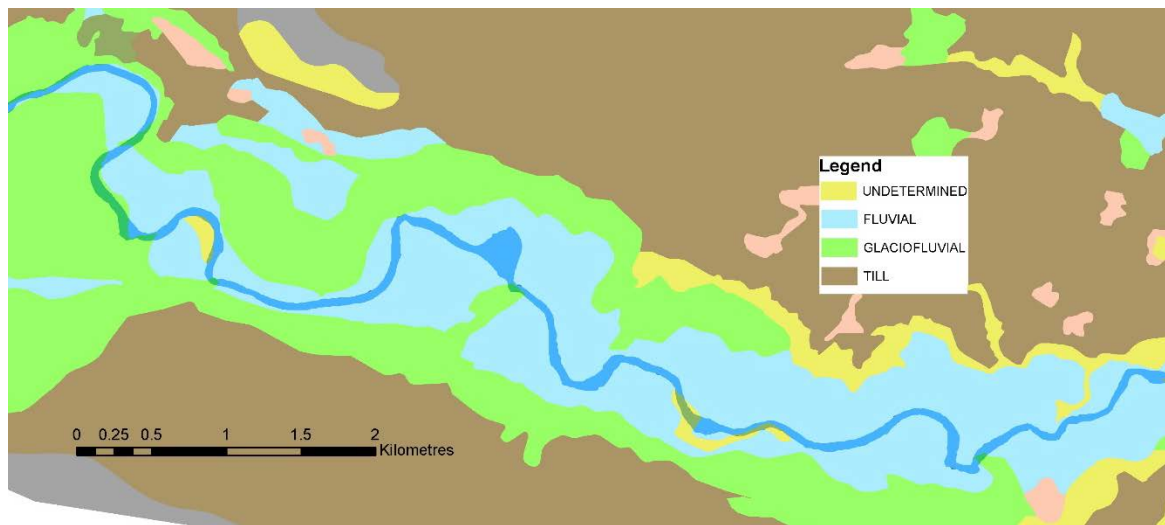 Legend
UNDETERMINED
FLUVIAL
GLACIOFLUVIAL
TILL
0 0.25 0.5 1 1.5 2
Kilometres